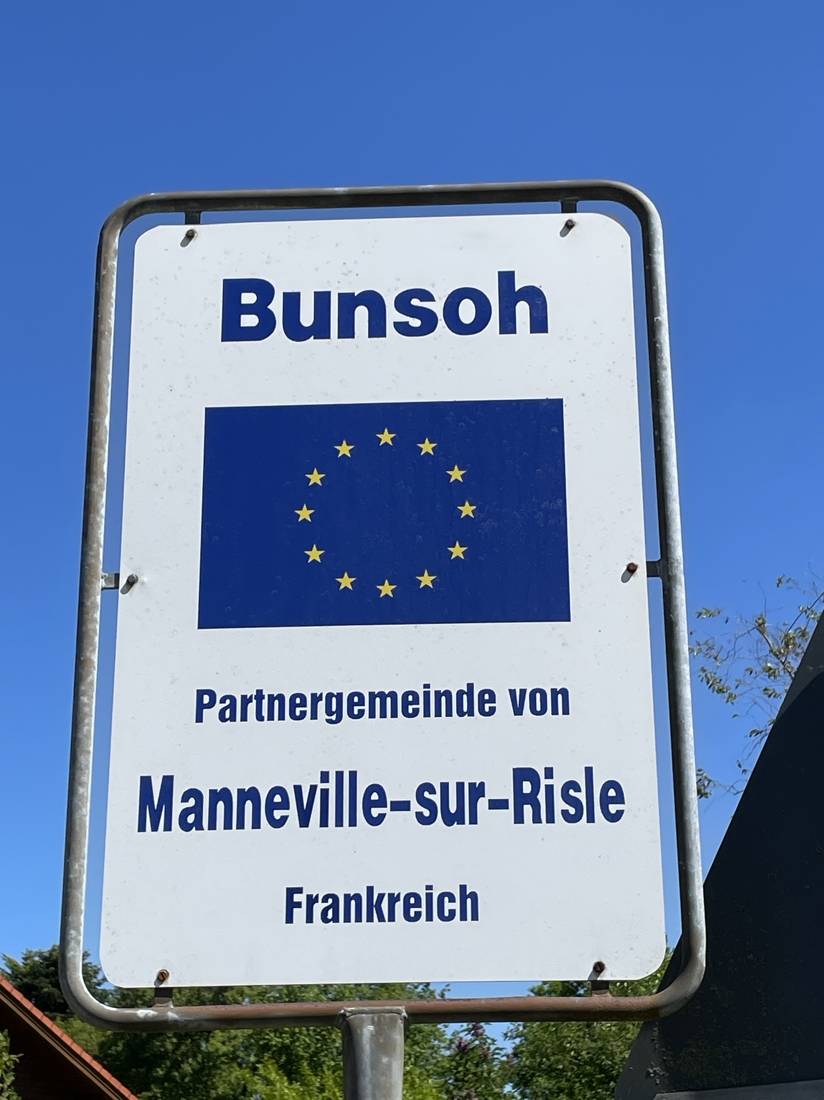 Bunsoh
Partnergemeinde von
Manneville-sur-Risle
Frankreich